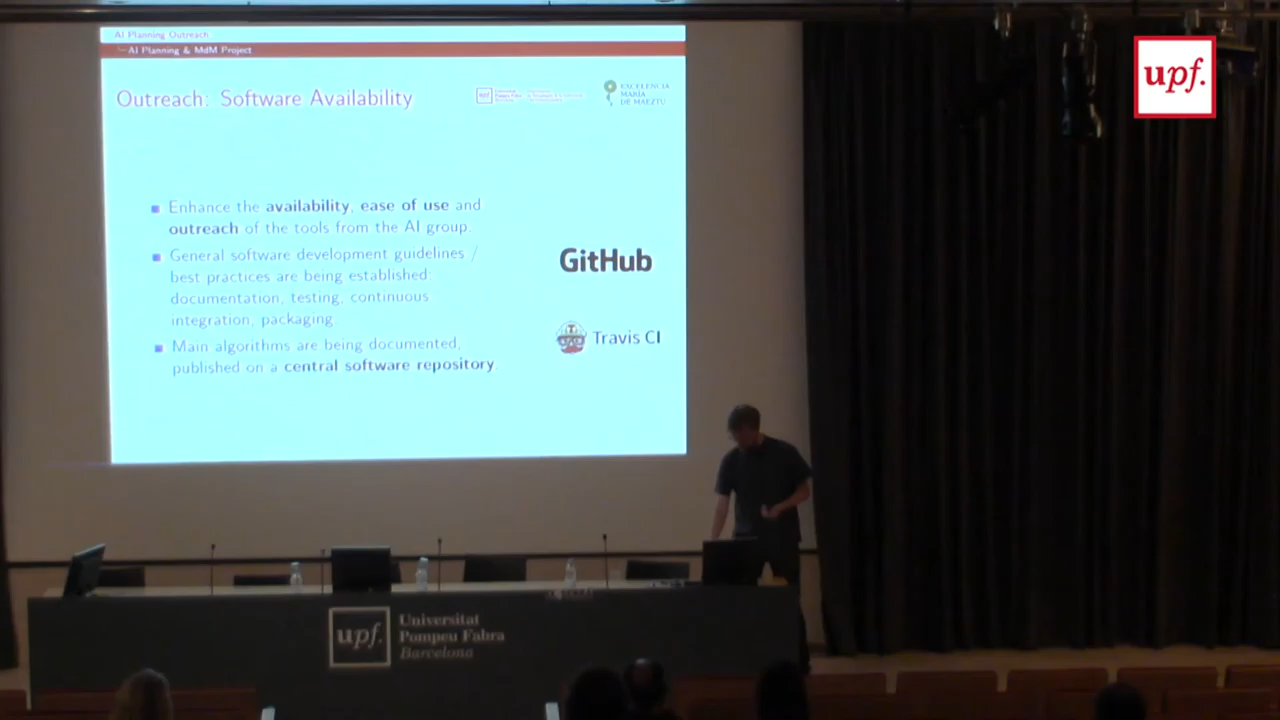 AI Planning Outreach
AI Planning & MdM Project
Outreach: Software Availability
upf.
EXCELENCIA
MARÍA
DE MAEZTU
upf.
Enhance the availability, ease of use and
outreach of the tools from the AI group.
General software development guidelines /
best practices are being established:
documentation, testing, continuous
integration, packaging
Main algorithms are being documented,
published on a central software repository.
GitHub
Travis CI
upf.
Universitat
Pompeu Fabra
Barcelona